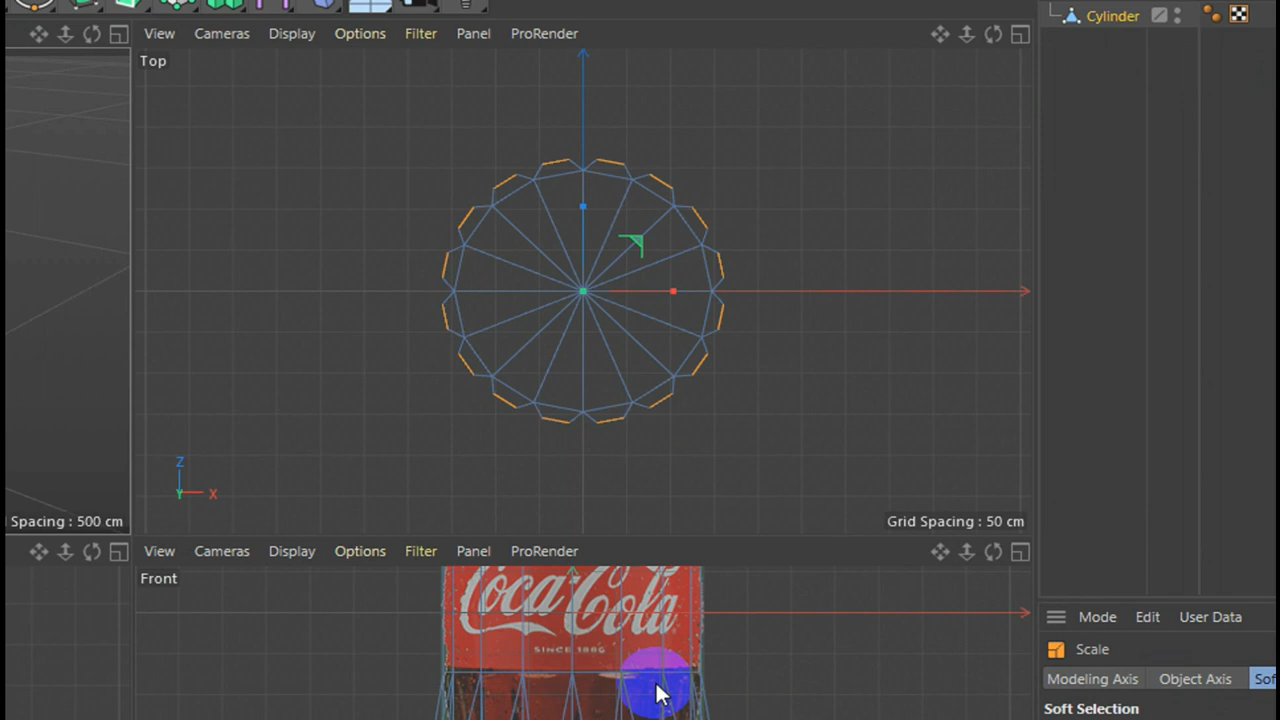 Cylinder
View Cameras Display Options Filter Panel ProRender
Top
Z
Y X
Spacing : 500 cm
Grid Spacing : 50 cm
View Cameras Display Options Filter Panel ProRender
Front
Coca-Cola
SINCE 1886
Mode Edit User Data
Scale
Modeling Axis Object Axis Sof
Soft Selection